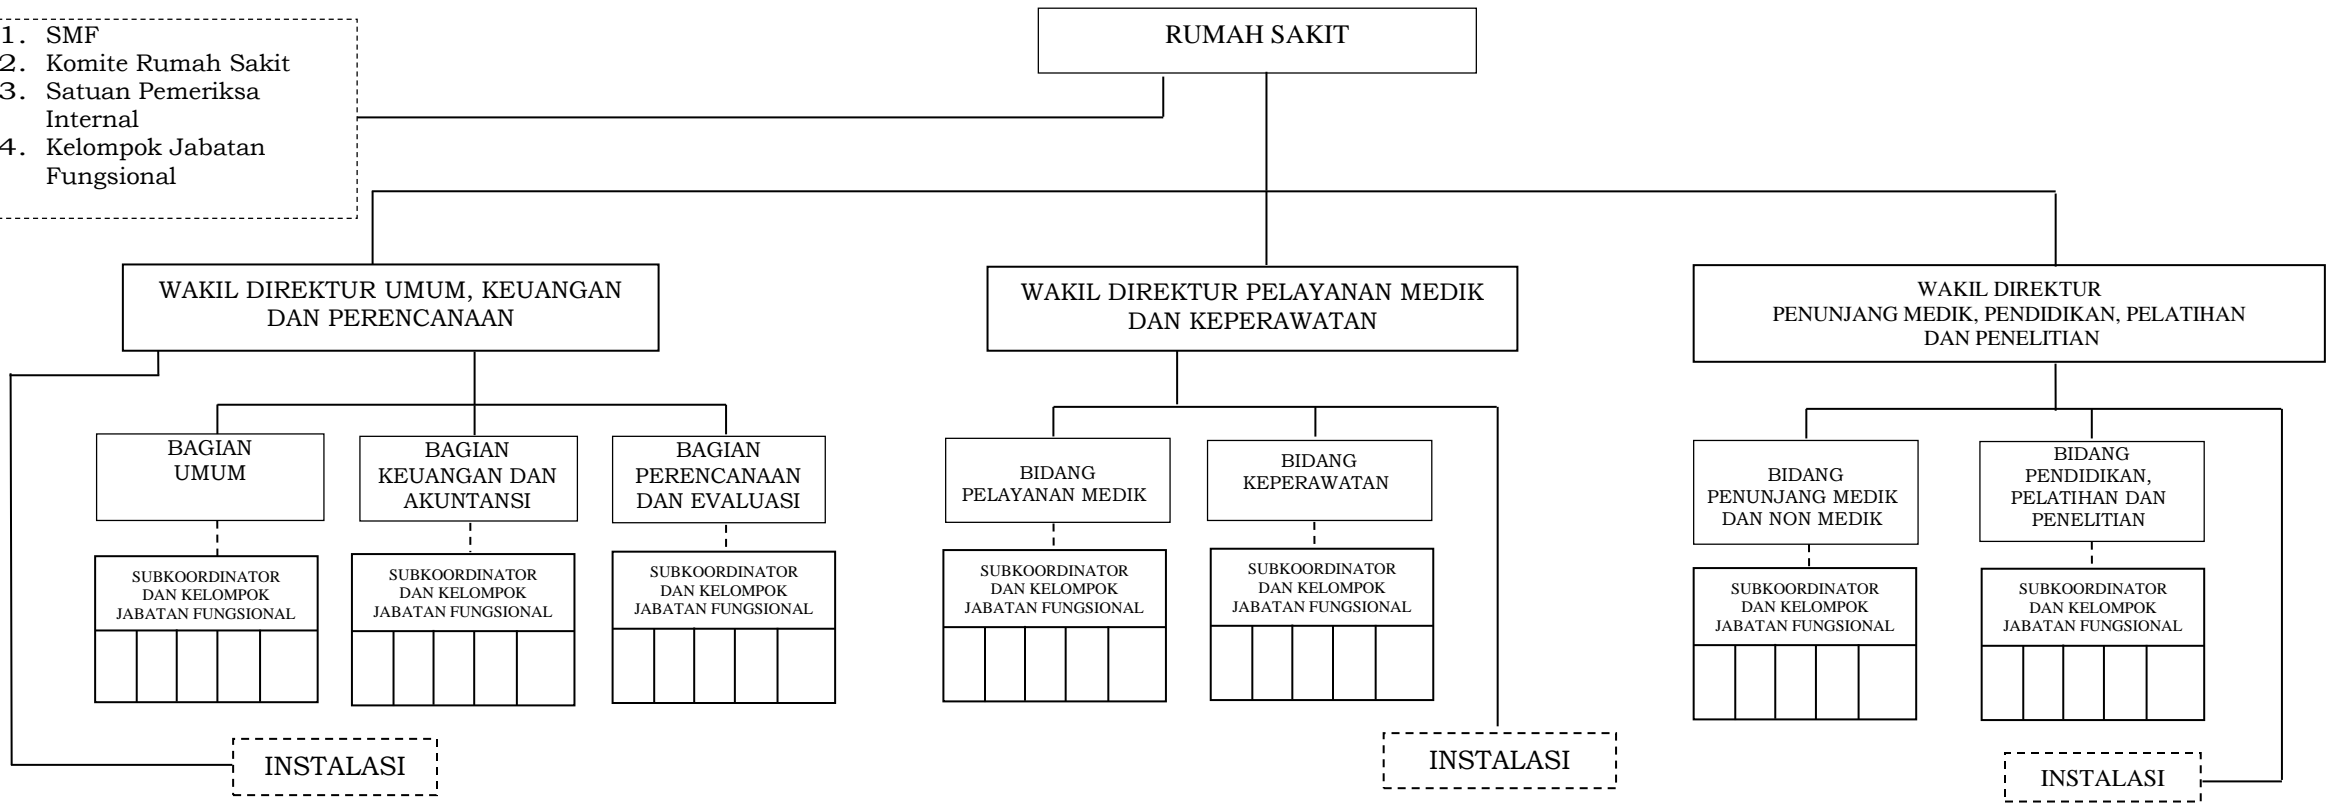 RUMAH SAKIT
1. SMF
2. Komite Rumah Sakit
3. Satuan Pemeriksa
Internal
4. Kelompok Jabatan
Fungsional
WAKIL DIREKTUR UMUM, KEUANGAN
DAN PERENCANAAN
WAKIL DIREKTUR PELAYANAN MEDIK
DAN KEPERAWATAN
WAKIL DIREKTUR
PENUNJANG MEDIK, PENDIDIKAN, PELATIHAN
DAN PENELITIAN
BAGIAN
UMUM
BAGIAN
KEUANGAN DAN
AKUNTANSI
BAGIAN
PERENCANAAN
DAN EVALUASI
BIDANG
PELAYANAN MEDIK
BIDANG
KEPERAWATAN
BIDANG
PENUNJANG MEDIK
DAN NON MEDIK
BIDANG
PENDIDIKAN,
PELATIHAN DAN
PENELITIAN
SUBKOORDINATOR
DAN KELOMPOK
JABATAN FUNGSIONAL
SUBKOORDINATOR
DAN KELOMPOK
JABATAN FUNGSIONAL
SUBKOORDINATOR
DAN KELOMPOK
JABATAN FUNGSIONAL
SUBKOORDINATOR
DAN KELOMPOK
JABATAN FUNGSIONAL
SUBKOORDINATOR
DAN KELOMPOK
JABATAN FUNGSIONAL
SUBKOORDINATOR
DAN KELOMPOK
JABATAN FUNGSIONAL
SUBKOORDINATOR
DAN KELOMPOK
JABATAN FUNGSIONAL
INSTALASI
INSTALASI
INSTALASI